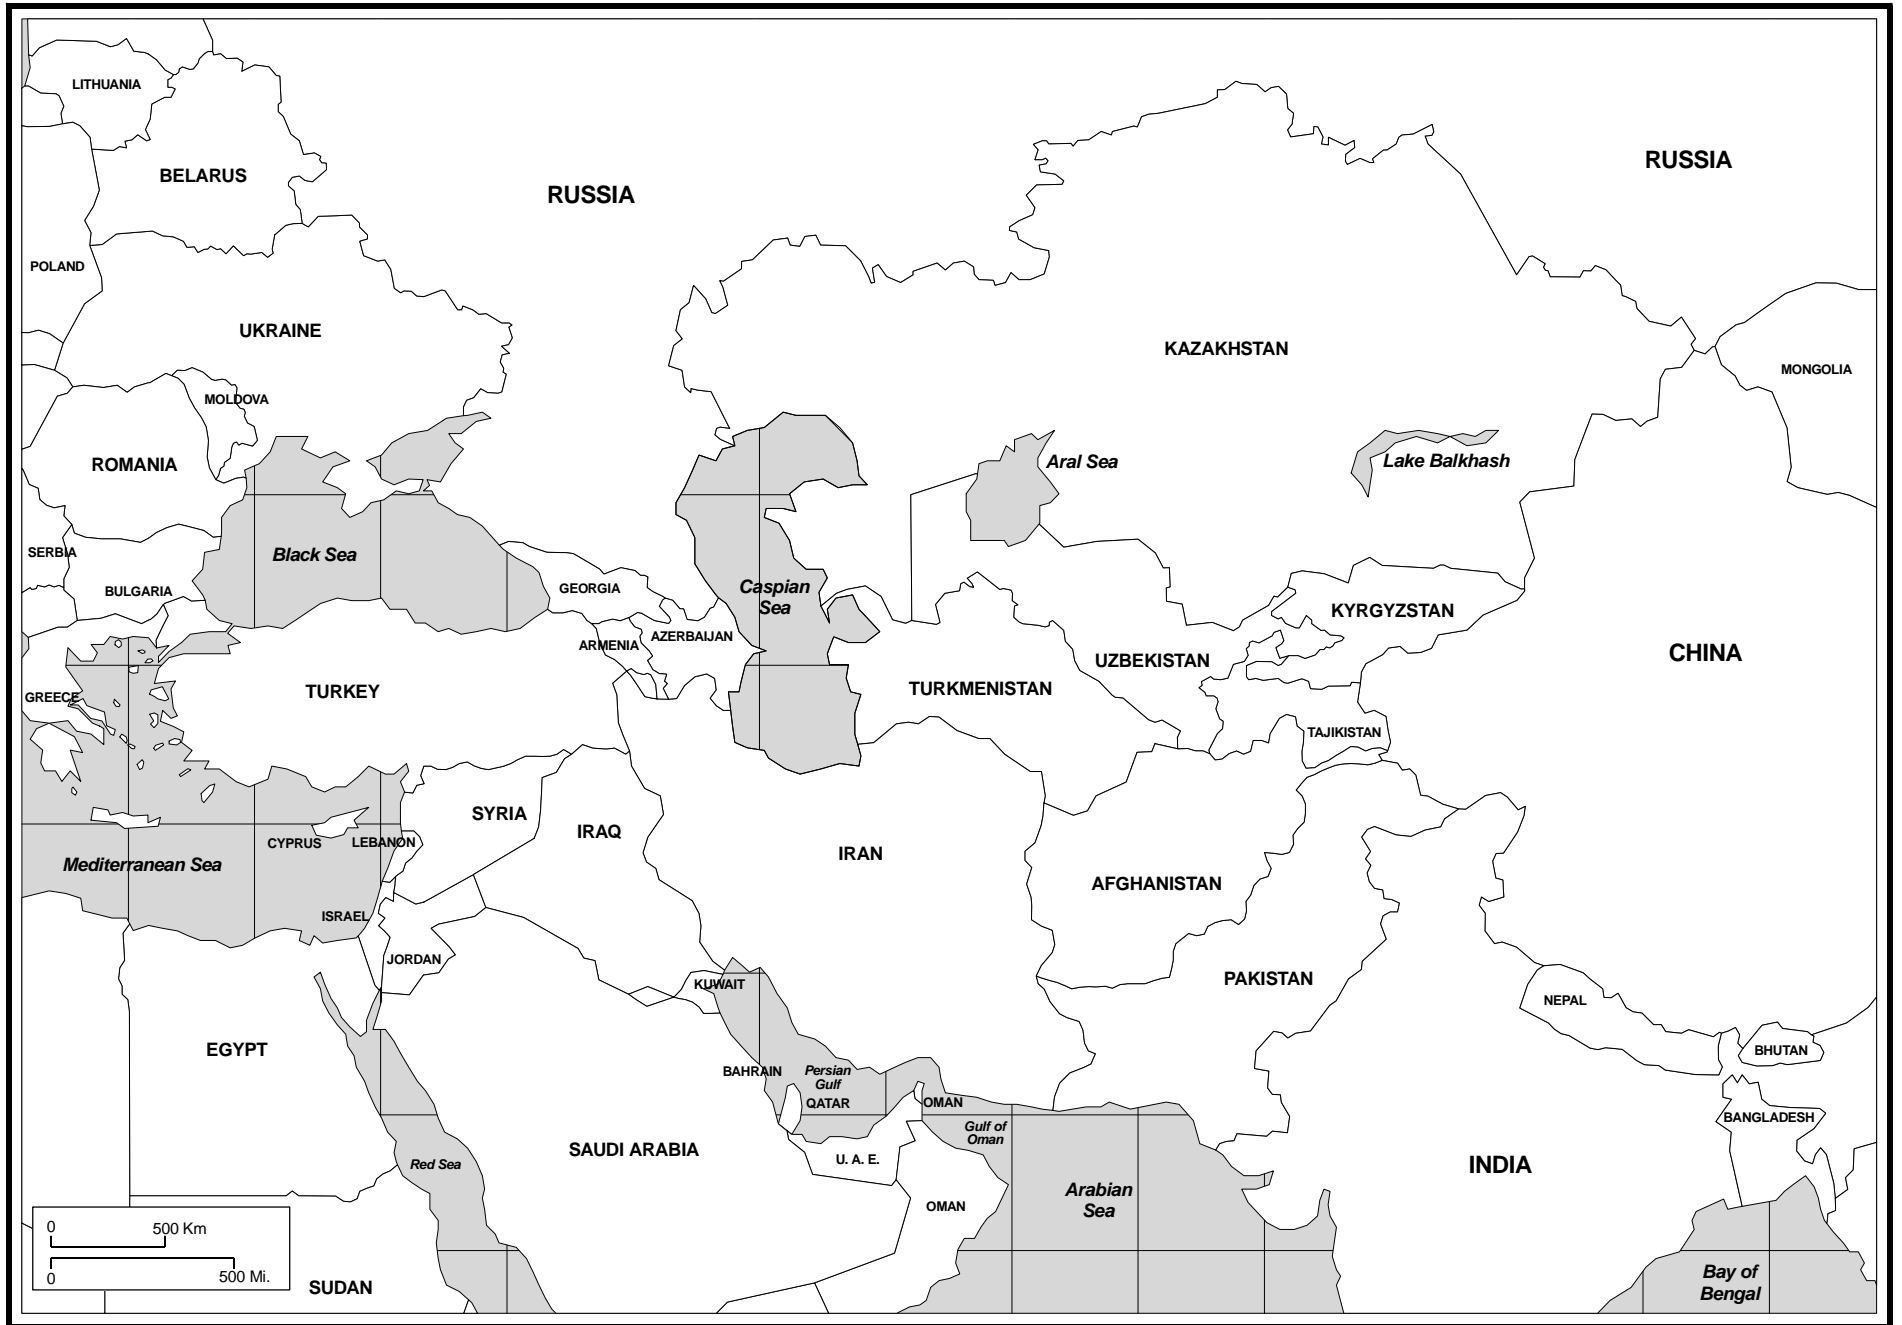 LITHUANIA
BELARUS
RUSSIA
RUSSIA
POLAND
UKRAINE
KAZAKHSTAN
MONGOLIA
MOLDOVA
ROMANIA
Aral Sea
Lake Balkhash
SERBIA
Black Sea
BULGARIA
GEORGIA
Caspian
Sea
KYRGYZSTAN
ARMENIA
AZERBAIJAN
UZBEKISTAN
CHINA
GREECE
TURKEY
TURKMENISTAN
TAJIKISTAN
SYRIA
IRAQ
CYPRUS
LEBANON
IRAN
Mediterranean Sea
AFGHANISTAN
ISRAEL
JORDAN
KUWAIT
PAKISTAN
NEPAL
EGYPT
BHUTAN
BAHRAIN
Persian
Gulf
QATAR
OMAN
BANGLADESH
Gulf of
Oman
SAUDI ARABIA
U. A. E.
Red Sea
INDIA
Arabian
Sea
OMAN
0
500 Km
0
500 Mi.
SUDAN
Bay of
Bengal